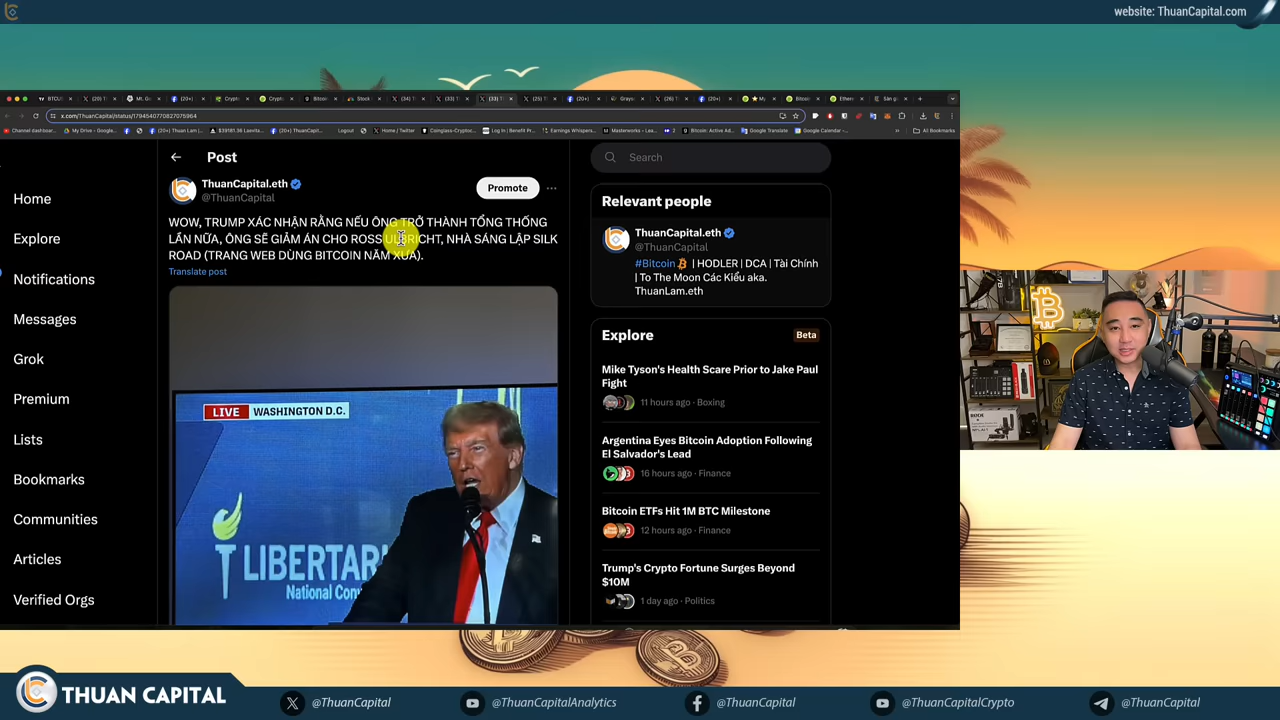 website: ThuanCapital.com
x.com/ThuanCapital/status/1794540770827075964
Post
ThuanCapital.eth
@ThuanCapital
Promote
WOW, TRUMP XÁC NHẬN RẰNG NẾU ÔNG TRỞ THÀNH TỔNG THỐNG
LẦN NỮA, ÔNG SẼ GIẢM ÁN CHO ROSS ULBRICHT, NHÀ SÁNG LẬP SILK
ROAD (TRANG WEB DÙNG BITCOIN NĂM XƯA).
Translate post
LIVE WASHINGTON D.C.
LIBERTAR
National Conv
Home
Explore
Notifications
Messages
Grok
Premium
Lists
Bookmarks
Communities
Articles
Verified Orgs
Search
Relevant people
ThuanCapital.eth
@ThuanCapital
#Bitcoin | HODLER | DCA | Tài Chính
| To The Moon Các Kiểu aka.
ThuanLam.eth
Explore
Beta
Mike Tyson's Health Scare Prior to Jake Paul
Fight
11 hours ago · Boxing
Argentina Eyes Bitcoin Adoption Following
El Salvador's Lead
16 hours ago · Finance
Bitcoin ETFs Hit 1M BTC Milestone
12 hours ago · Finance
Trump's Crypto Fortune Surges Beyond
$10M
1 day ago · Politics
THUAN CAPITAL
@ThuanCapital
@ThuanCapitalAnalytics
@ThuanCapital
@ThuanCapitalCrypto
@ThuanCapital